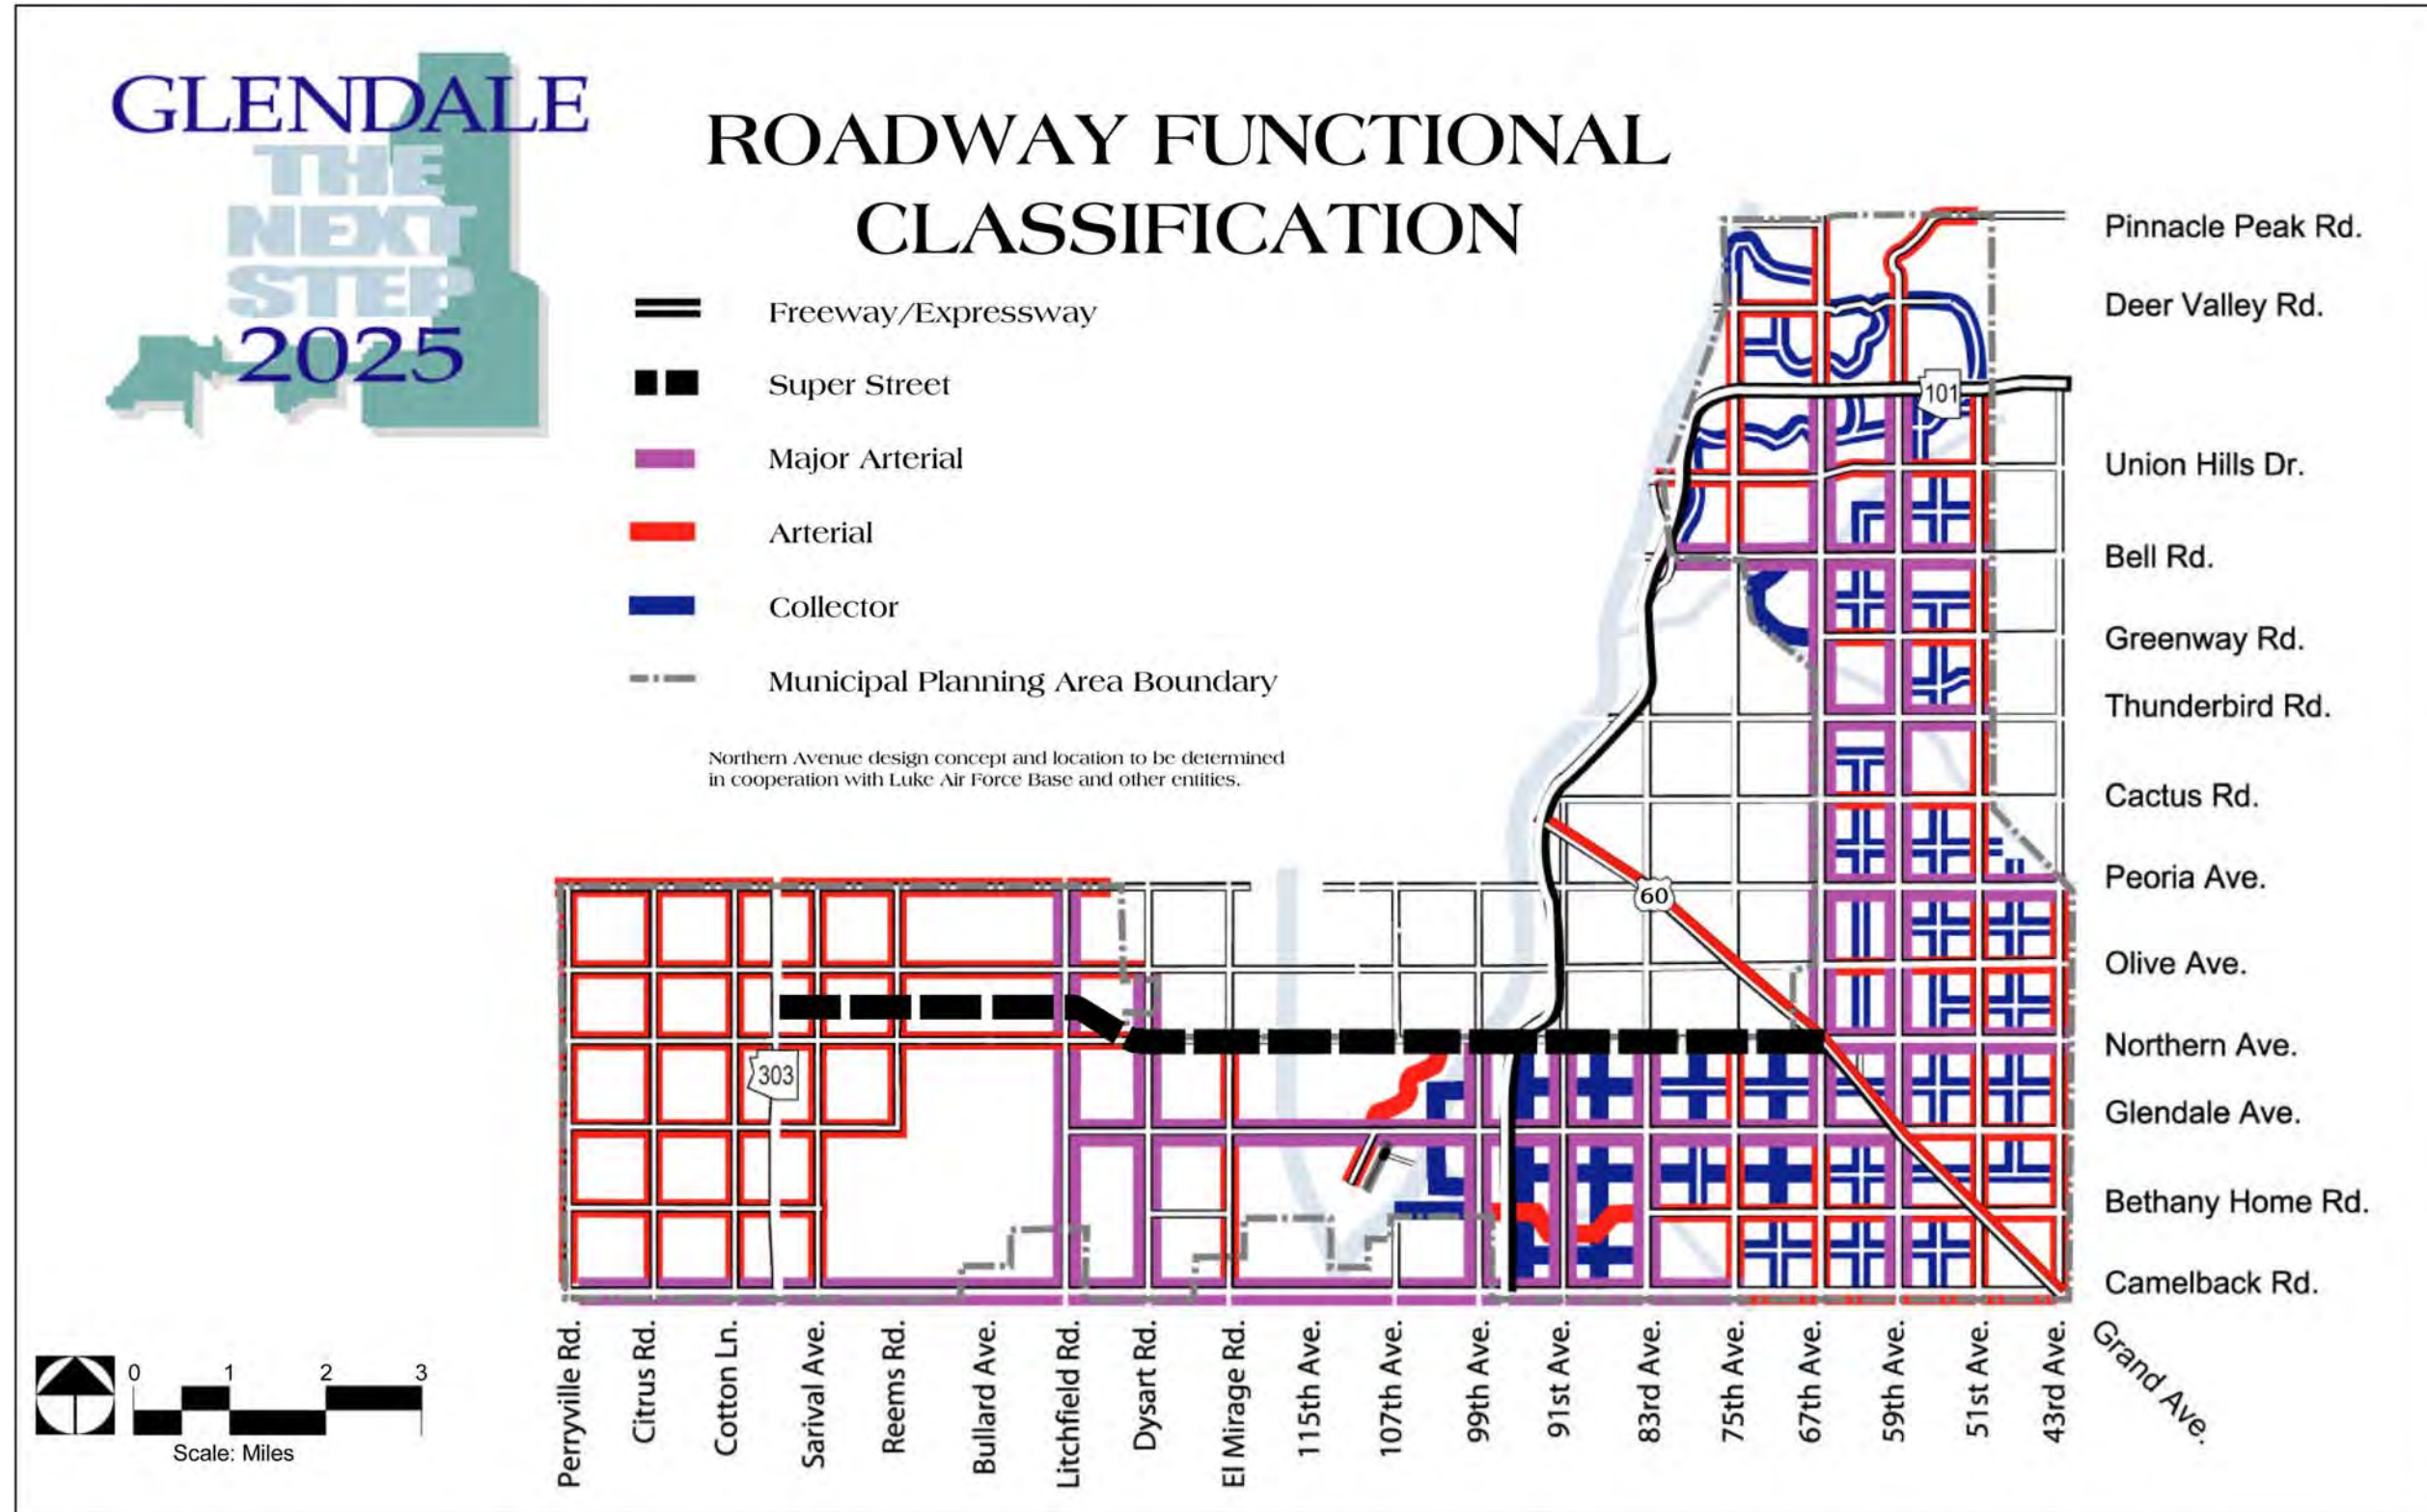 GLENDALE
THE
NEXT
STEP
2025
ROADWAY FUNCTIONAL
CLASSIFICATION
Freeway/Expressway
Super Street
Major Arterial
Arterial
Collector
Municipal Planning Area Boundary
Northern Avenue design concept and location to be determined
in cooperation with Luke Air Force Base and other entities.
101
60
303
Pinnacle Peak Rd.
Deer Valley Rd.
Union Hills Dr.
Bell Rd.
Greenway Rd.
Thunderbird Rd.
Cactus Rd.
Peoria Ave.
Olive Ave.
Northern Ave.
Glendale Ave.
Bethany Home Rd.
Camelback Rd.
Grand Ave.
Perryville Rd.
Citrus Rd.
Cotton Ln.
Sarival Ave.
Reems Rd.
Bullard Ave.
Litchfield Rd.
Dysart Rd.
El Mirage Rd.
115th Ave.
107th Ave.
99th Ave.
91st Ave.
83rd Ave.
75th Ave.
67th Ave.
59th Ave.
51st Ave.
43rd Ave.
0 1 2 3
Scale: Miles